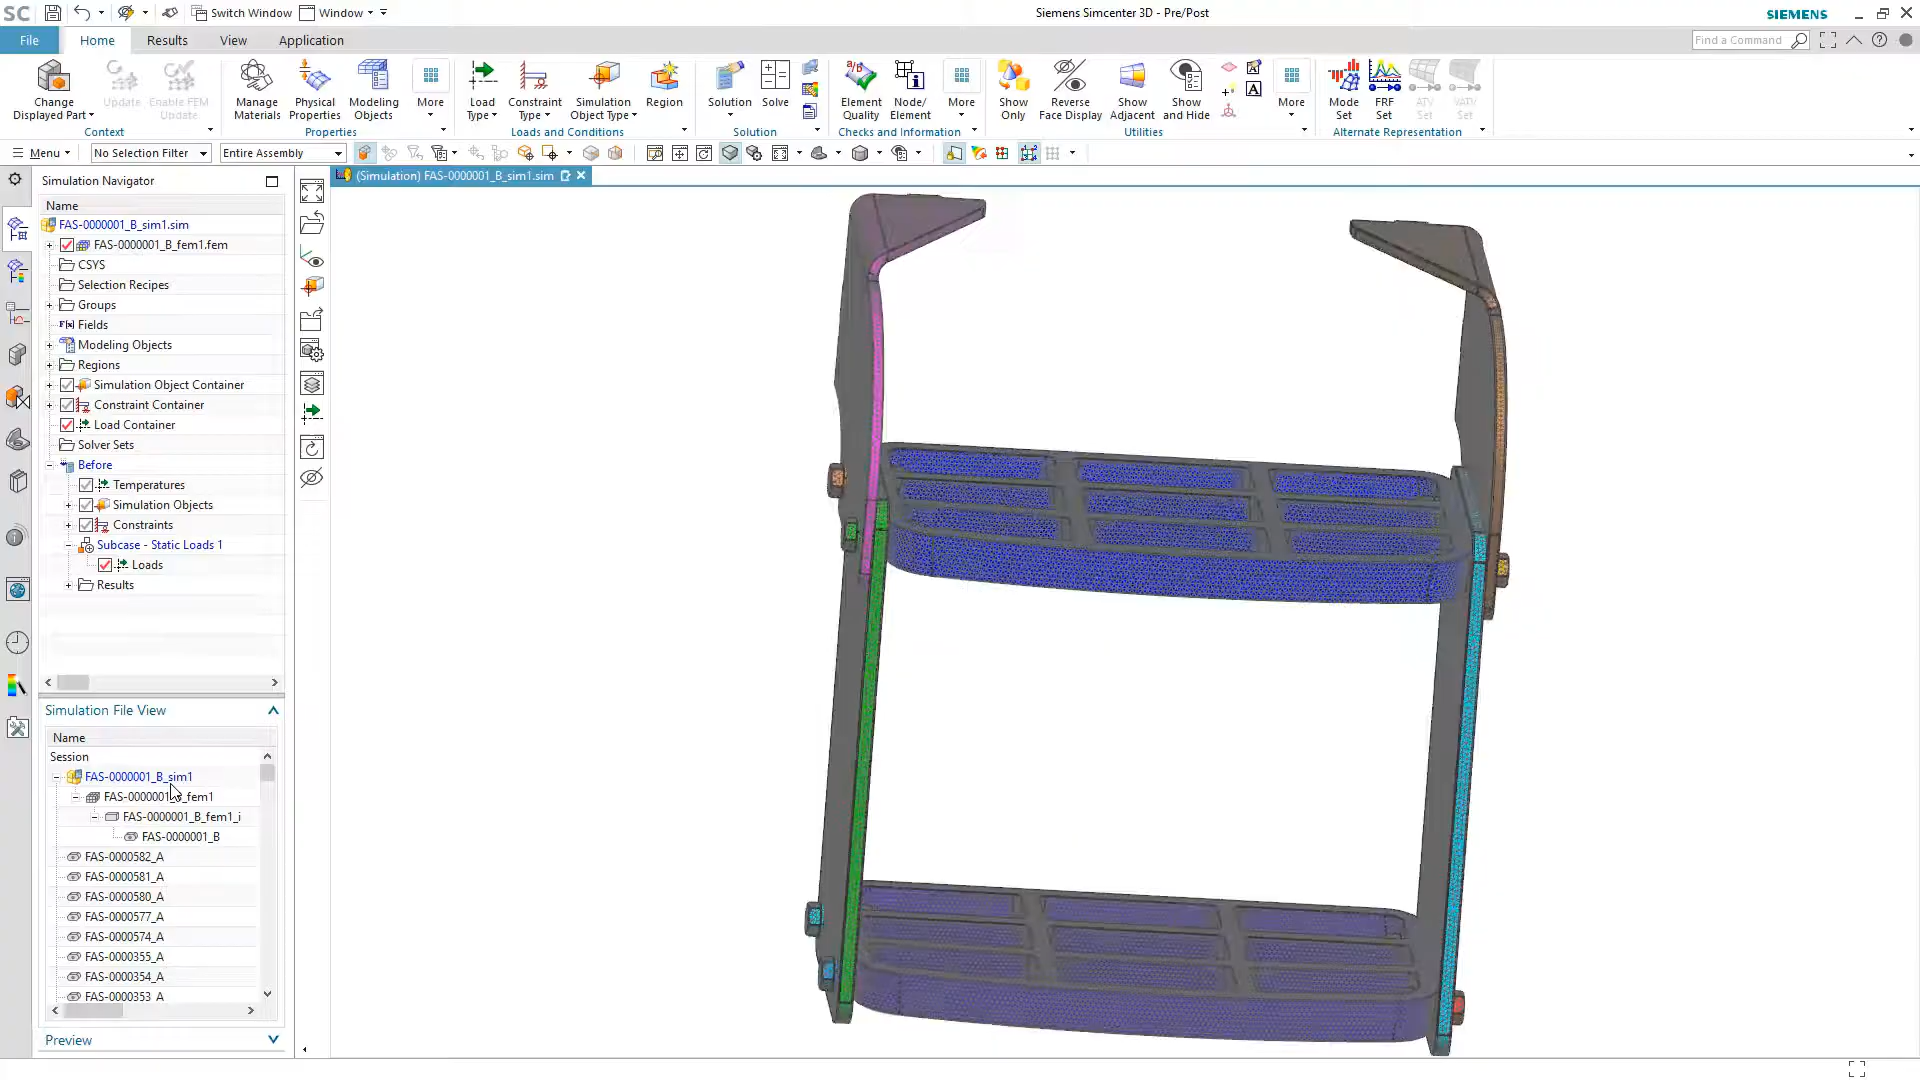 SC Switch Window Window Siemens Simcenter 3D - Pre/Post SIEMENS
File Home Results View Application Find a Command
Change Displayed Part
Update
Enable FEM Update
Context
Manage Materials
Physical Properties
Modeling Objects
More
Properties
Load Type
Constraint Type
Simulation Object Type
Region
Loads and Conditions
Solution
Solve
Solution
Element Quality
Node/ Element
More
Checks and Information
Show Only
Reverse Face Display
Show Adjacent
Show and Hide
More
Utilities
Mode Set
FRF Set
ATV Set
VATV Set
Alternate Representation
Menu No Selection Filter Entire Assembly
Simulation Navigator
(Simulation) FAS-0000001_B_sim1.sim
Name
FAS-0000001_B_sim1.sim
FAS-0000001_B_fem1.fem
CSYS
Selection Recipes
Groups
Fields
Modeling Objects
Regions
Simulation Object Container
Constraint Container
Load Container
Solver Sets
Before
Temperatures
Simulation Objects
Constraints
Subcase - Static Loads 1
Loads
Results
Simulation File View
Name
Session
FAS-0000001_B_sim1
FAS-0000001_B_fem1
FAS-0000001_B_fem1_i
FAS-0000001_B
FAS-0000582_A
FAS-0000581_A
FAS-0000580_A
FAS-0000577_A
FAS-0000574_A
FAS-0000355_A
FAS-0000354_A
FAS-0000353_A
Preview